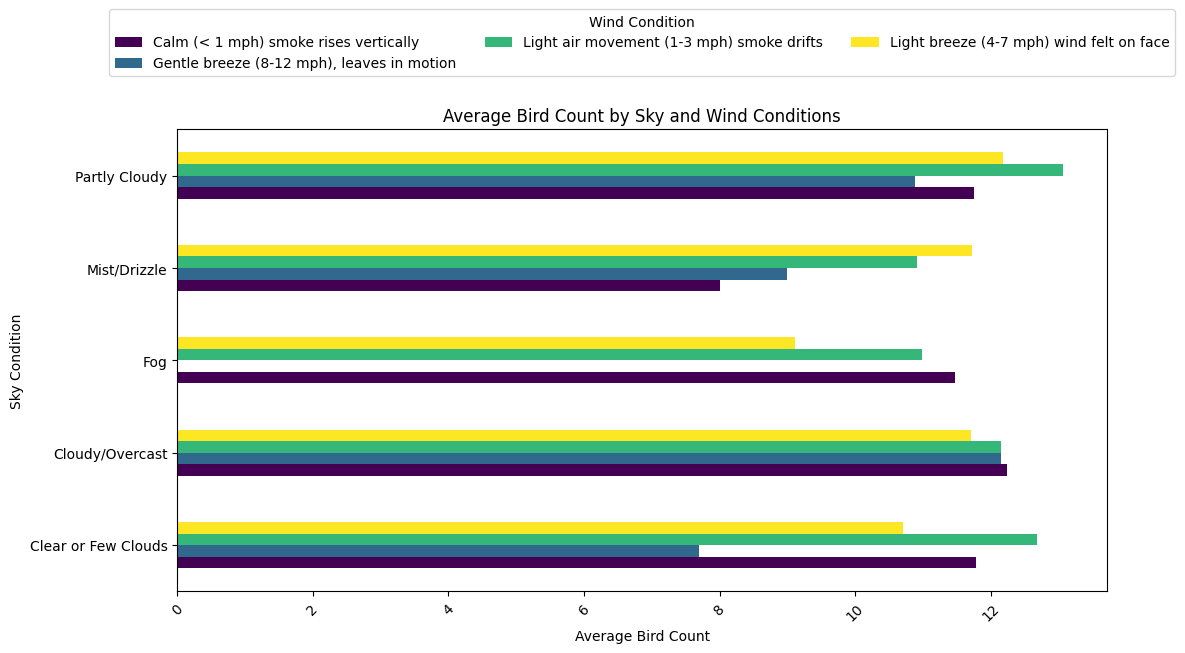 Wind Condition
Calm (< 1 mph) smoke rises vertically
Gentle breeze (8-12 mph), leaves in motion
Light air movement (1-3 mph) smoke drifts
Light breeze (4-7 mph) wind felt on face
Average Bird Count by Sky and Wind Conditions
Sky Condition
Partly Cloudy
Mist/Drizzle
Fog
Cloudy/Overcast
Clear or Few Clouds
0 2 4 6 8 10 12
Average Bird Count